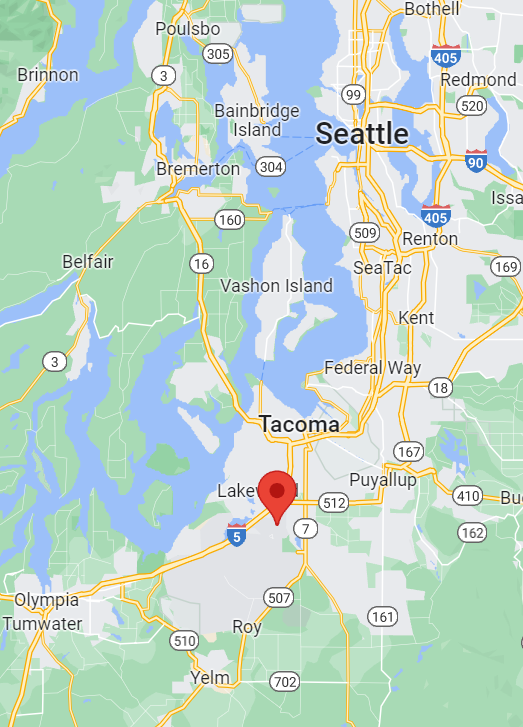 Bothell
Poulsbo
405
305
Brinnon
3
Redmond
99
520
Bainbridge
Island
Seattle
90
Bremerton
304
Issa
405
160
509
Renton
Belfair
16
SeaTac
169
Vashon Island
Kent
3
Federal Way
18
Tacoma
167
Puyallup
Lakew d
512
410
Bu
7
5
162
Olympia
507
Tumwater
161
Roy
510
Yelm
702